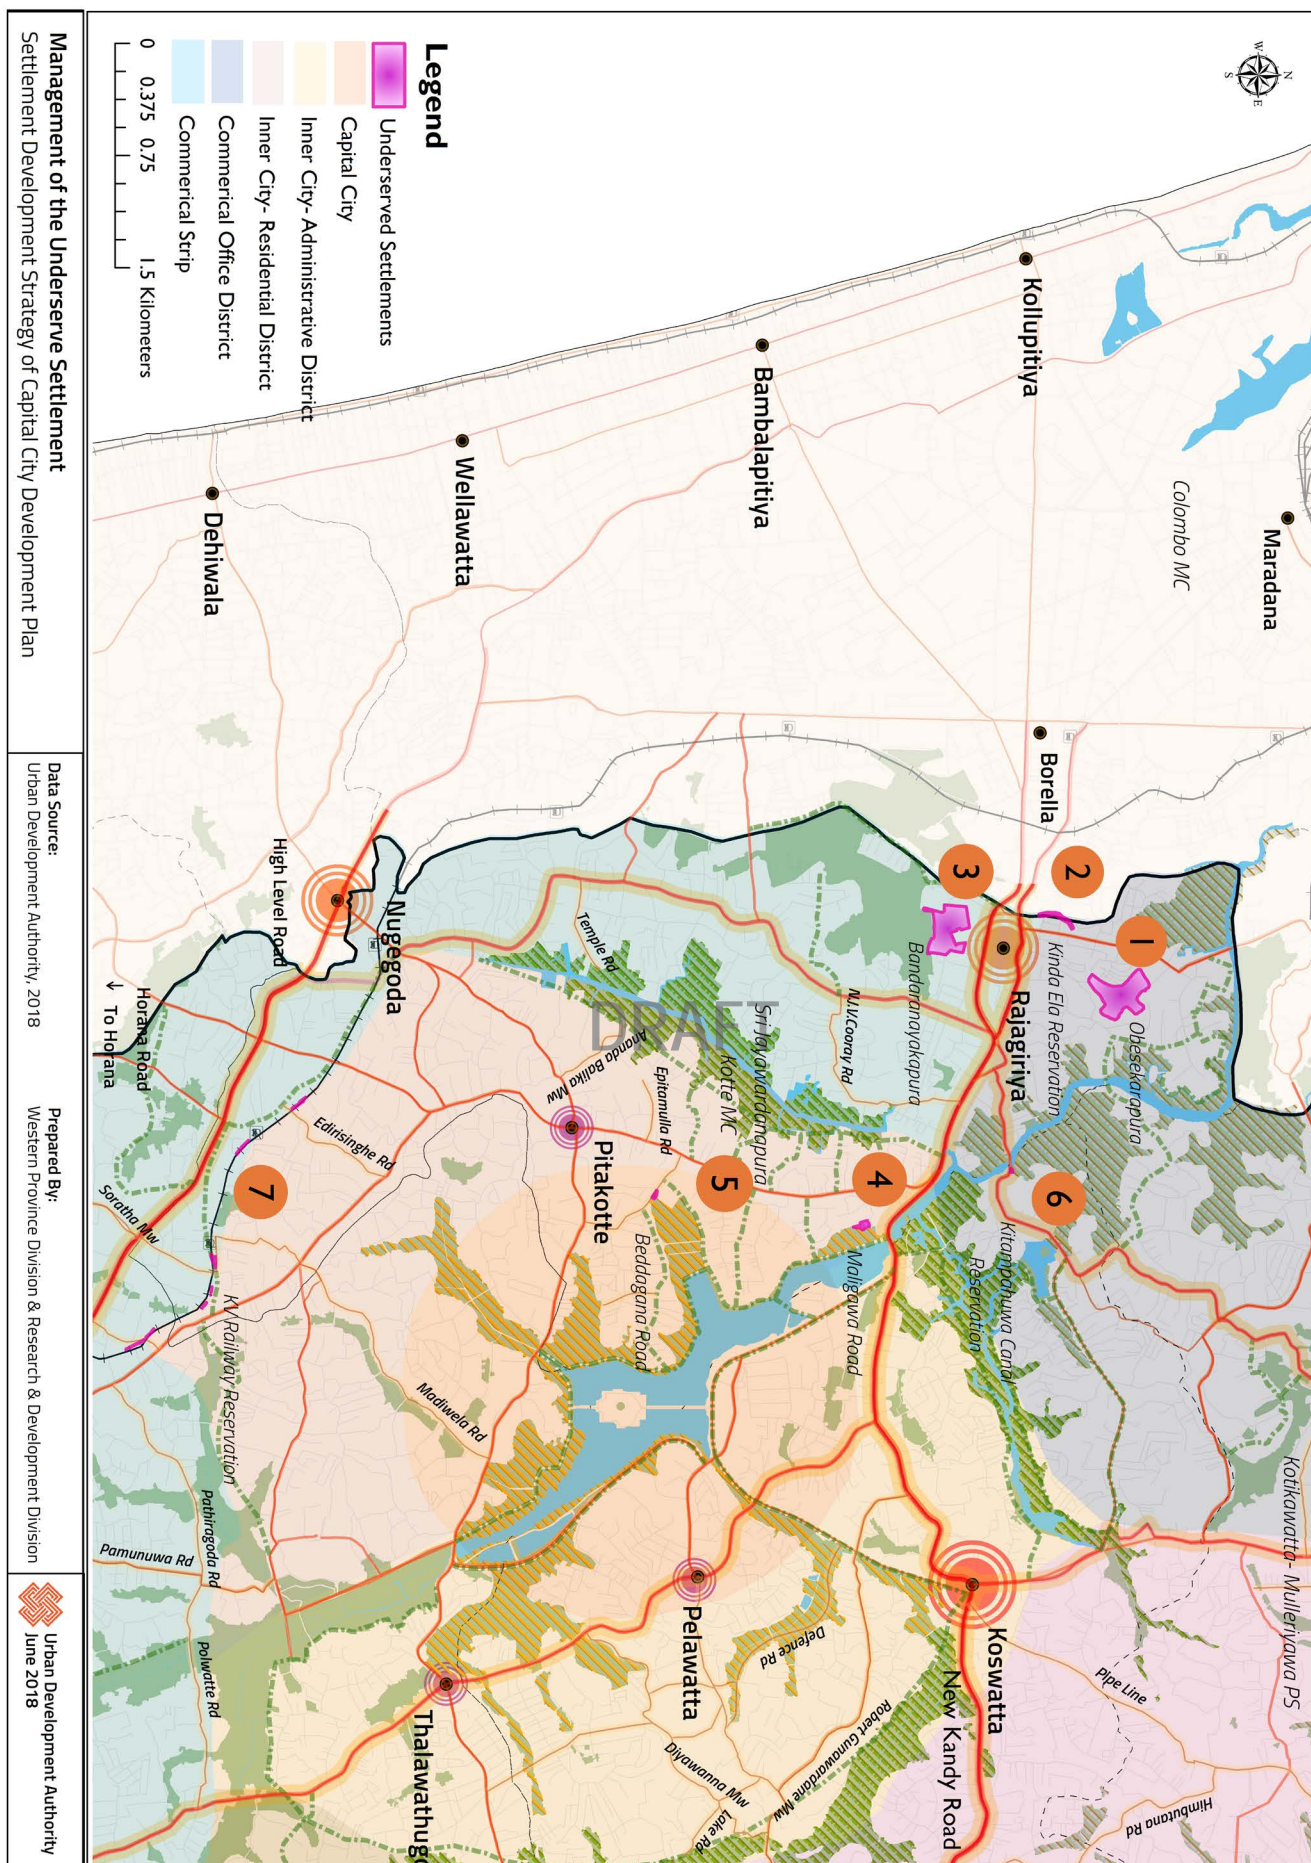 N
E
S
W
Legend
Underserved Settlements
Capital City
Inner City- Administrative District
Inner City- Residential District
Commerical Office District
Commerical Strip
0 0.375 0.75 1.5 Kilometers
Maradana
Colombo MC
Kollupitiya
Bambalapitiya
Wellawatta
Dehiwala
Borella
2
3
1
Rajagiriya
Kinda Ela Reservation
Obesekarapura
Bandaranayakapura
N.I.V.Cooray Rd
Sri Jayawardanapura
Kotte MC
DRAFT
Temple Rd
Ananda Balika Mw
Epitamulla Rd
Nugegoda
High Level Road
Horana Road
To Horana
Pitakotte
Edirisinghe Rd
Soratha Mw
4
5
6
7
Kitampahuwa Canal
Reservation
Maligawa Road
Beddagana Road
KV Railway Reservation
Madiwela Rd
Kotikawatta- Mulleriyawa PS
Pathiragoda Rd
Pamunuwa Rd
Polwatte Rd
Koswatta
Pelawatta
Thalawathugo
New Kandy Road
Defence Rd
Pipe Line
Robert Gunawardane Mw
Diyawanna Mw
Lake Rd
Himbutana Rd
Management of the Underserve Settlement
Settlement Development Strategy of Capital City Development Plan
Data Source:
Urban Development Authority, 2018
Prepared By:
Western Province Division & Research & Development Division
Urban Development Authority
June 2018